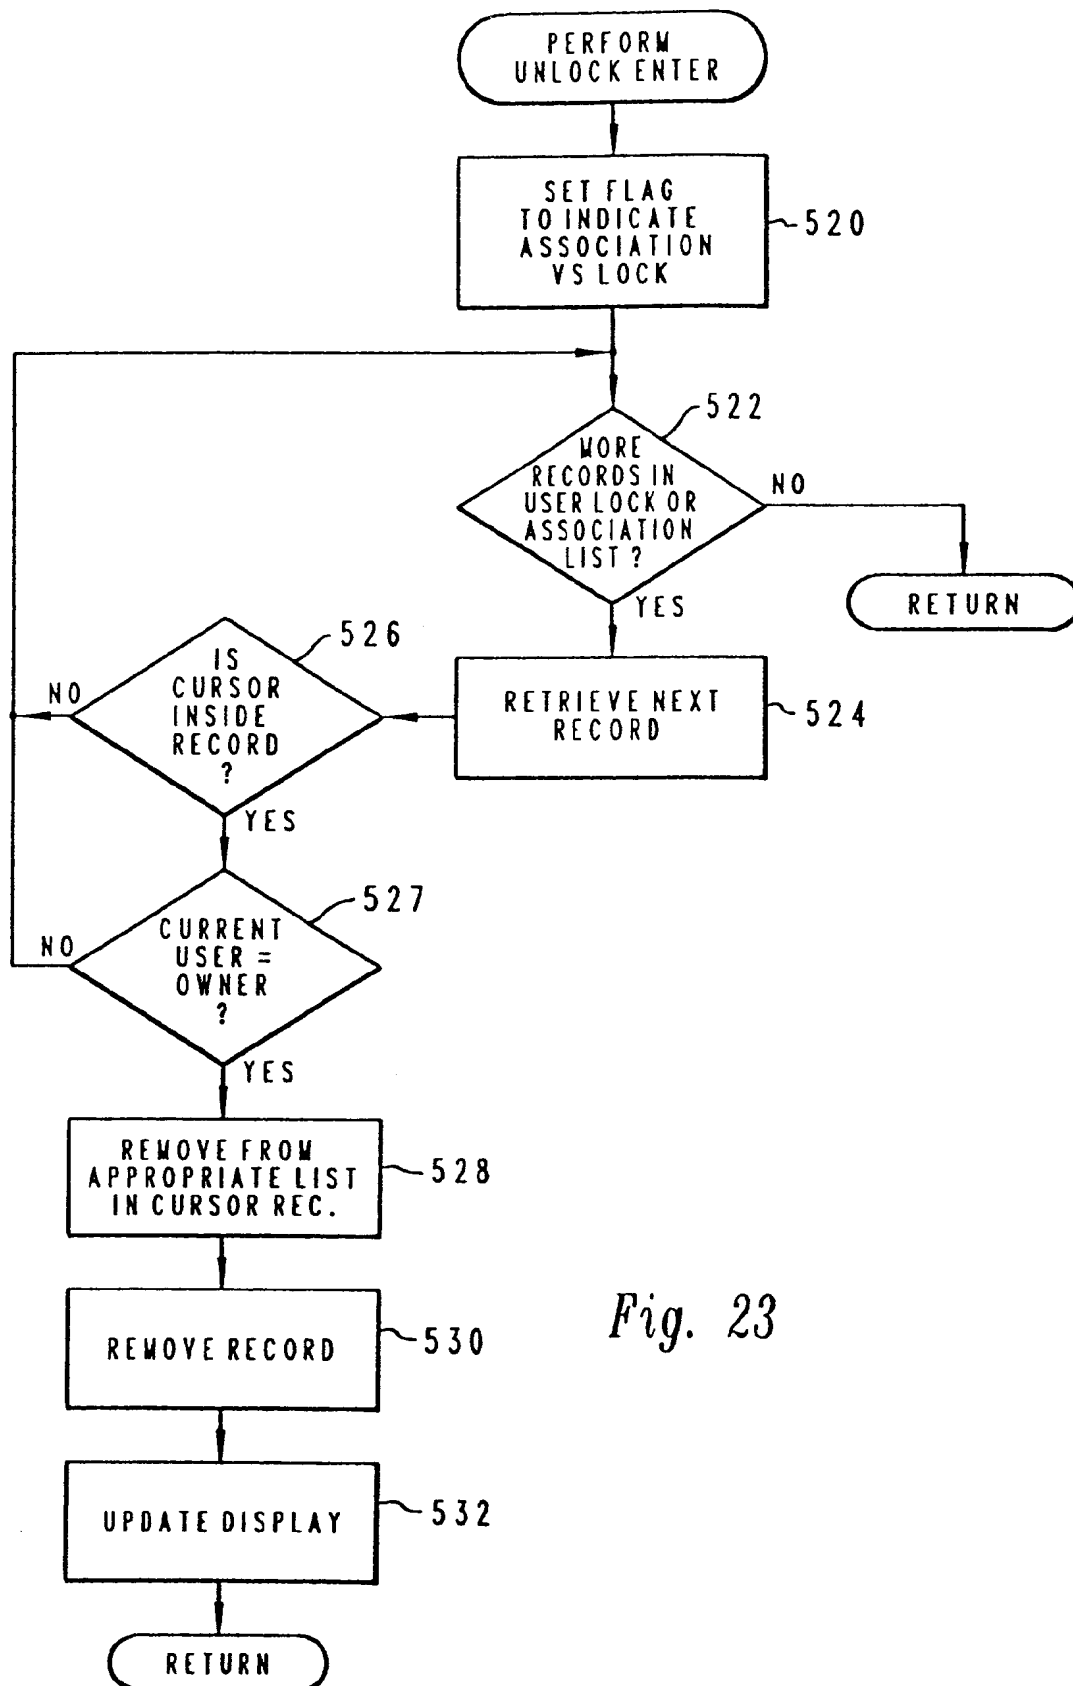 PERFORM
UNLOCK ENTER
SET FLAG
TO INDICATE
ASSOCIATION
VS LOCK
520
522
MORE
RECORDS IN
USER LOCK OR
ASSOCIATION
LIST ?
NO
YES
RETURN
526
IS
CURSOR
INSIDE
RECORD
?
NO
YES
RETRIEVE NEXT
RECORD
524
527
CURRENT
USER =
OWNER
?
NO
YES
REMOVE FROM
APPROPRIATE LIST
IN CURSOR REC.
528
REMOVE RECORD
530
Fig. 23
UPDATE DISPLAY
532
RETURN